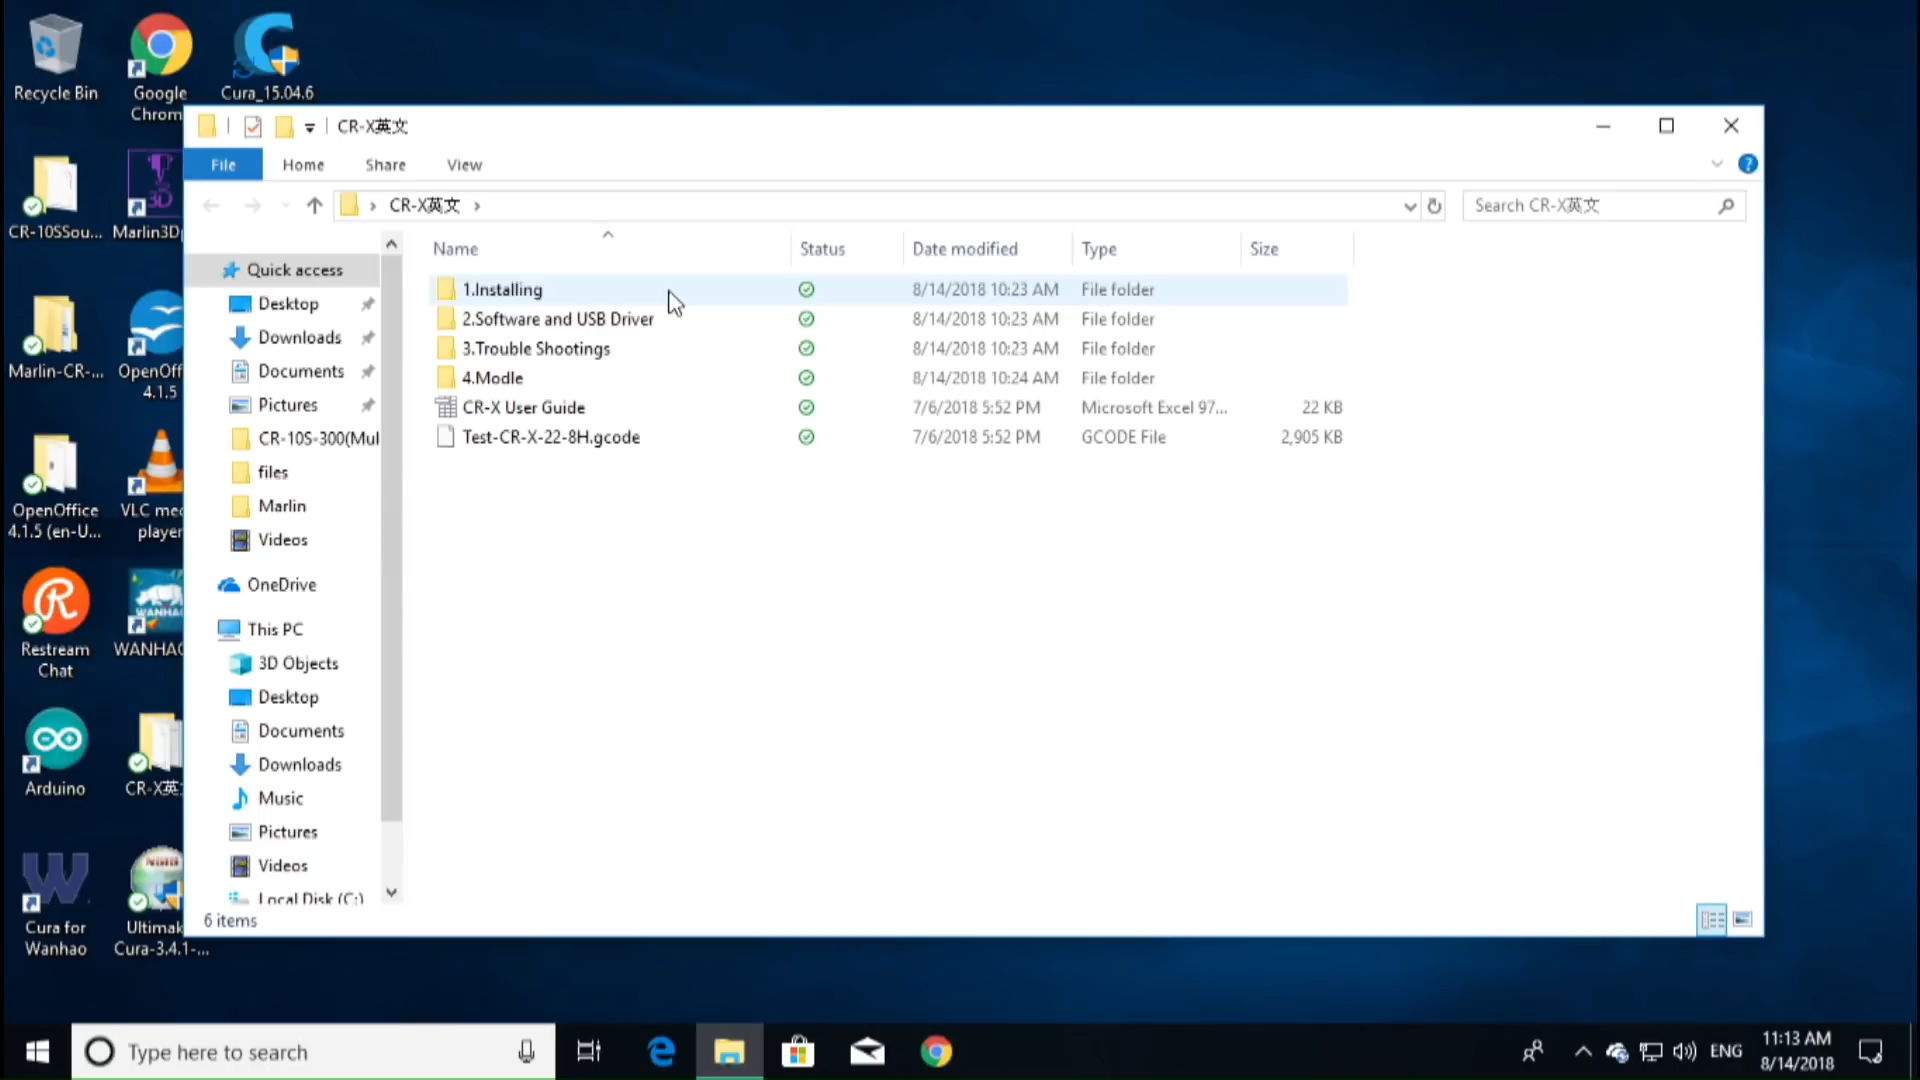 Recycle Bin
Google
Chrom
Cura_15.04.6
CR-10SSou...
Marlin3D
Marlin-CR-...
OpenOff
4.1.5
OpenOffice
4.1.5 (en-U...
VLC med
player
Restream
Chat
WANHAO
Arduino
CR-X英
Cura for
Wanhao
Ultimak
Cura-3.4.1-...
CR-X英文
File
Home
Share
View
CR-X英文
Search CR-X英文
Quick access
Desktop
Downloads
Documents
Pictures
CR-10S-300(Mul
files
Marlin
Videos
OneDrive
This PC
3D Objects
Desktop
Documents
Downloads
Music
Pictures
Videos
Local Disk (C:)
Name Status Date modified Type Size
1.Installing 8/14/2018 10:23 AM File folder
2.Software and USB Driver 8/14/2018 10:23 AM File folder
3.Trouble Shootings 8/14/2018 10:23 AM File folder
4.Modle 8/14/2018 10:24 AM File folder
CR-X User Guide 7/6/2018 5:52 PM Microsoft Excel 97... 22 KB
Test-CR-X-22-8H.gcode 7/6/2018 5:52 PM GCODE File 2,905 KB
6 items
Type here to search
ENG
11:13 AM
8/14/2018